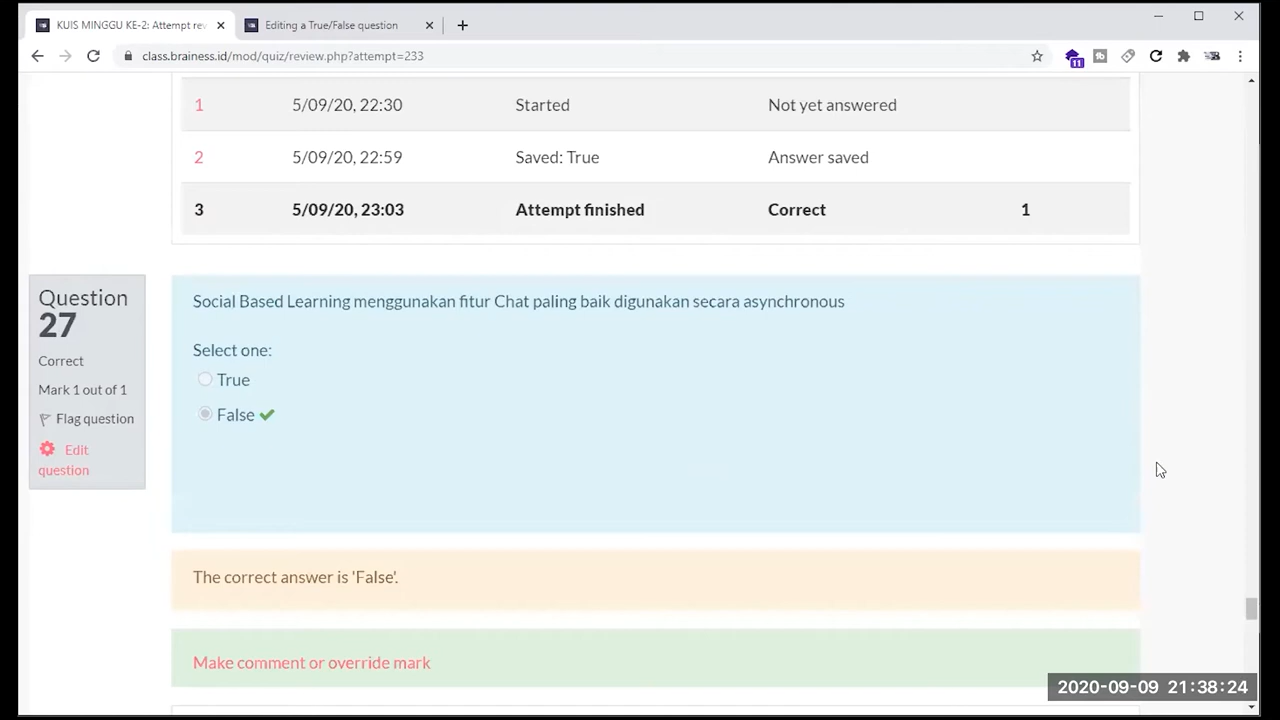 KUIS MINGGU KE-2: Attempt rev
Editing a True/False question
class.brainess.id/mod/quiz/review.php?attempt=233
11
1 5/09/20, 22:30 Started Not yet answered
2 5/09/20, 22:59 Saved: True Answer saved
3 5/09/20, 23:03 Attempt finished Correct 1
Question
27
Correct
Mark 1 out of 1
Flag question
Edit
question
Social Based Learning menggunakan fitur Chat paling baik digunakan secara asynchronous
Select one:
True
False
The correct answer is 'False'.
Make comment or override mark
2020-09-09 21:38:24